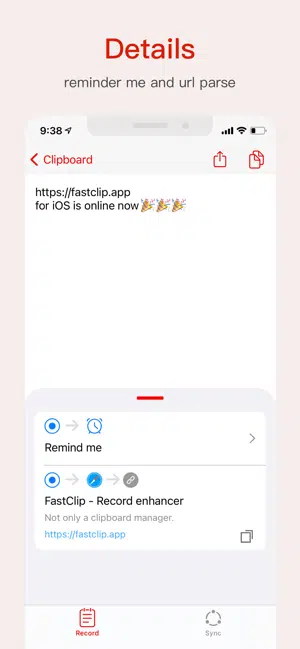 Details
reminder me and url parse
9:38
Clipboard
https://fastclip.app
for iOS is online now🎉🎉🎉
Remind me
FastClip - Record enhancer
Not only a clipboard manager.
https://fastclip.app
Record
Sync